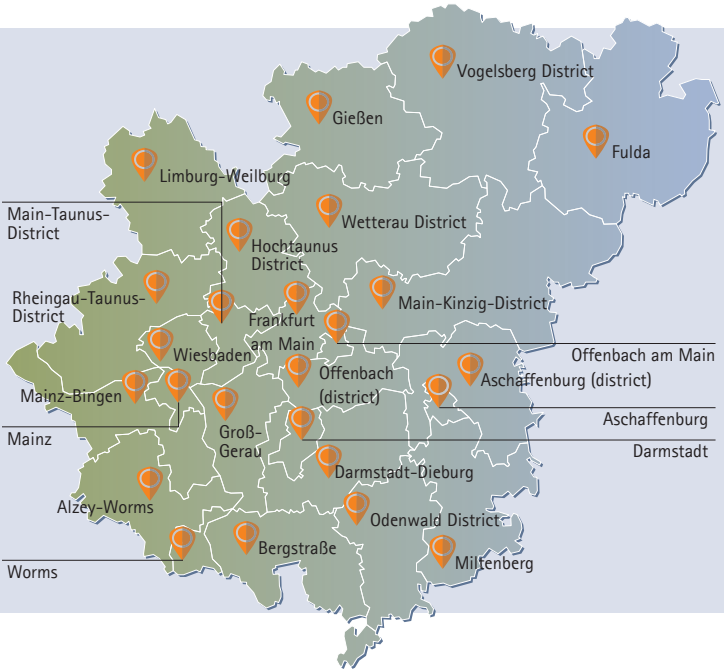 Vogelsberg District
Gießen
Fulda
Limburg-Weilburg
Main-Taunus-
District
Wetterau District
Hochtaunus
District
Rheingau-Taunus-
District
Main-Kinzig-District
Frankfurt
am Main
Wiesbaden
Offenbach am Main
Offenbach
(district)
Aschaffenburg (district)
Mainz-Bingen
Aschaffenburg
Mainz
Groß-
Gerau
Darmstadt
Darmstadt-Dieburg
Alzey-Worms
Odenwald District
Bergstraße
Miltenberg
Worms